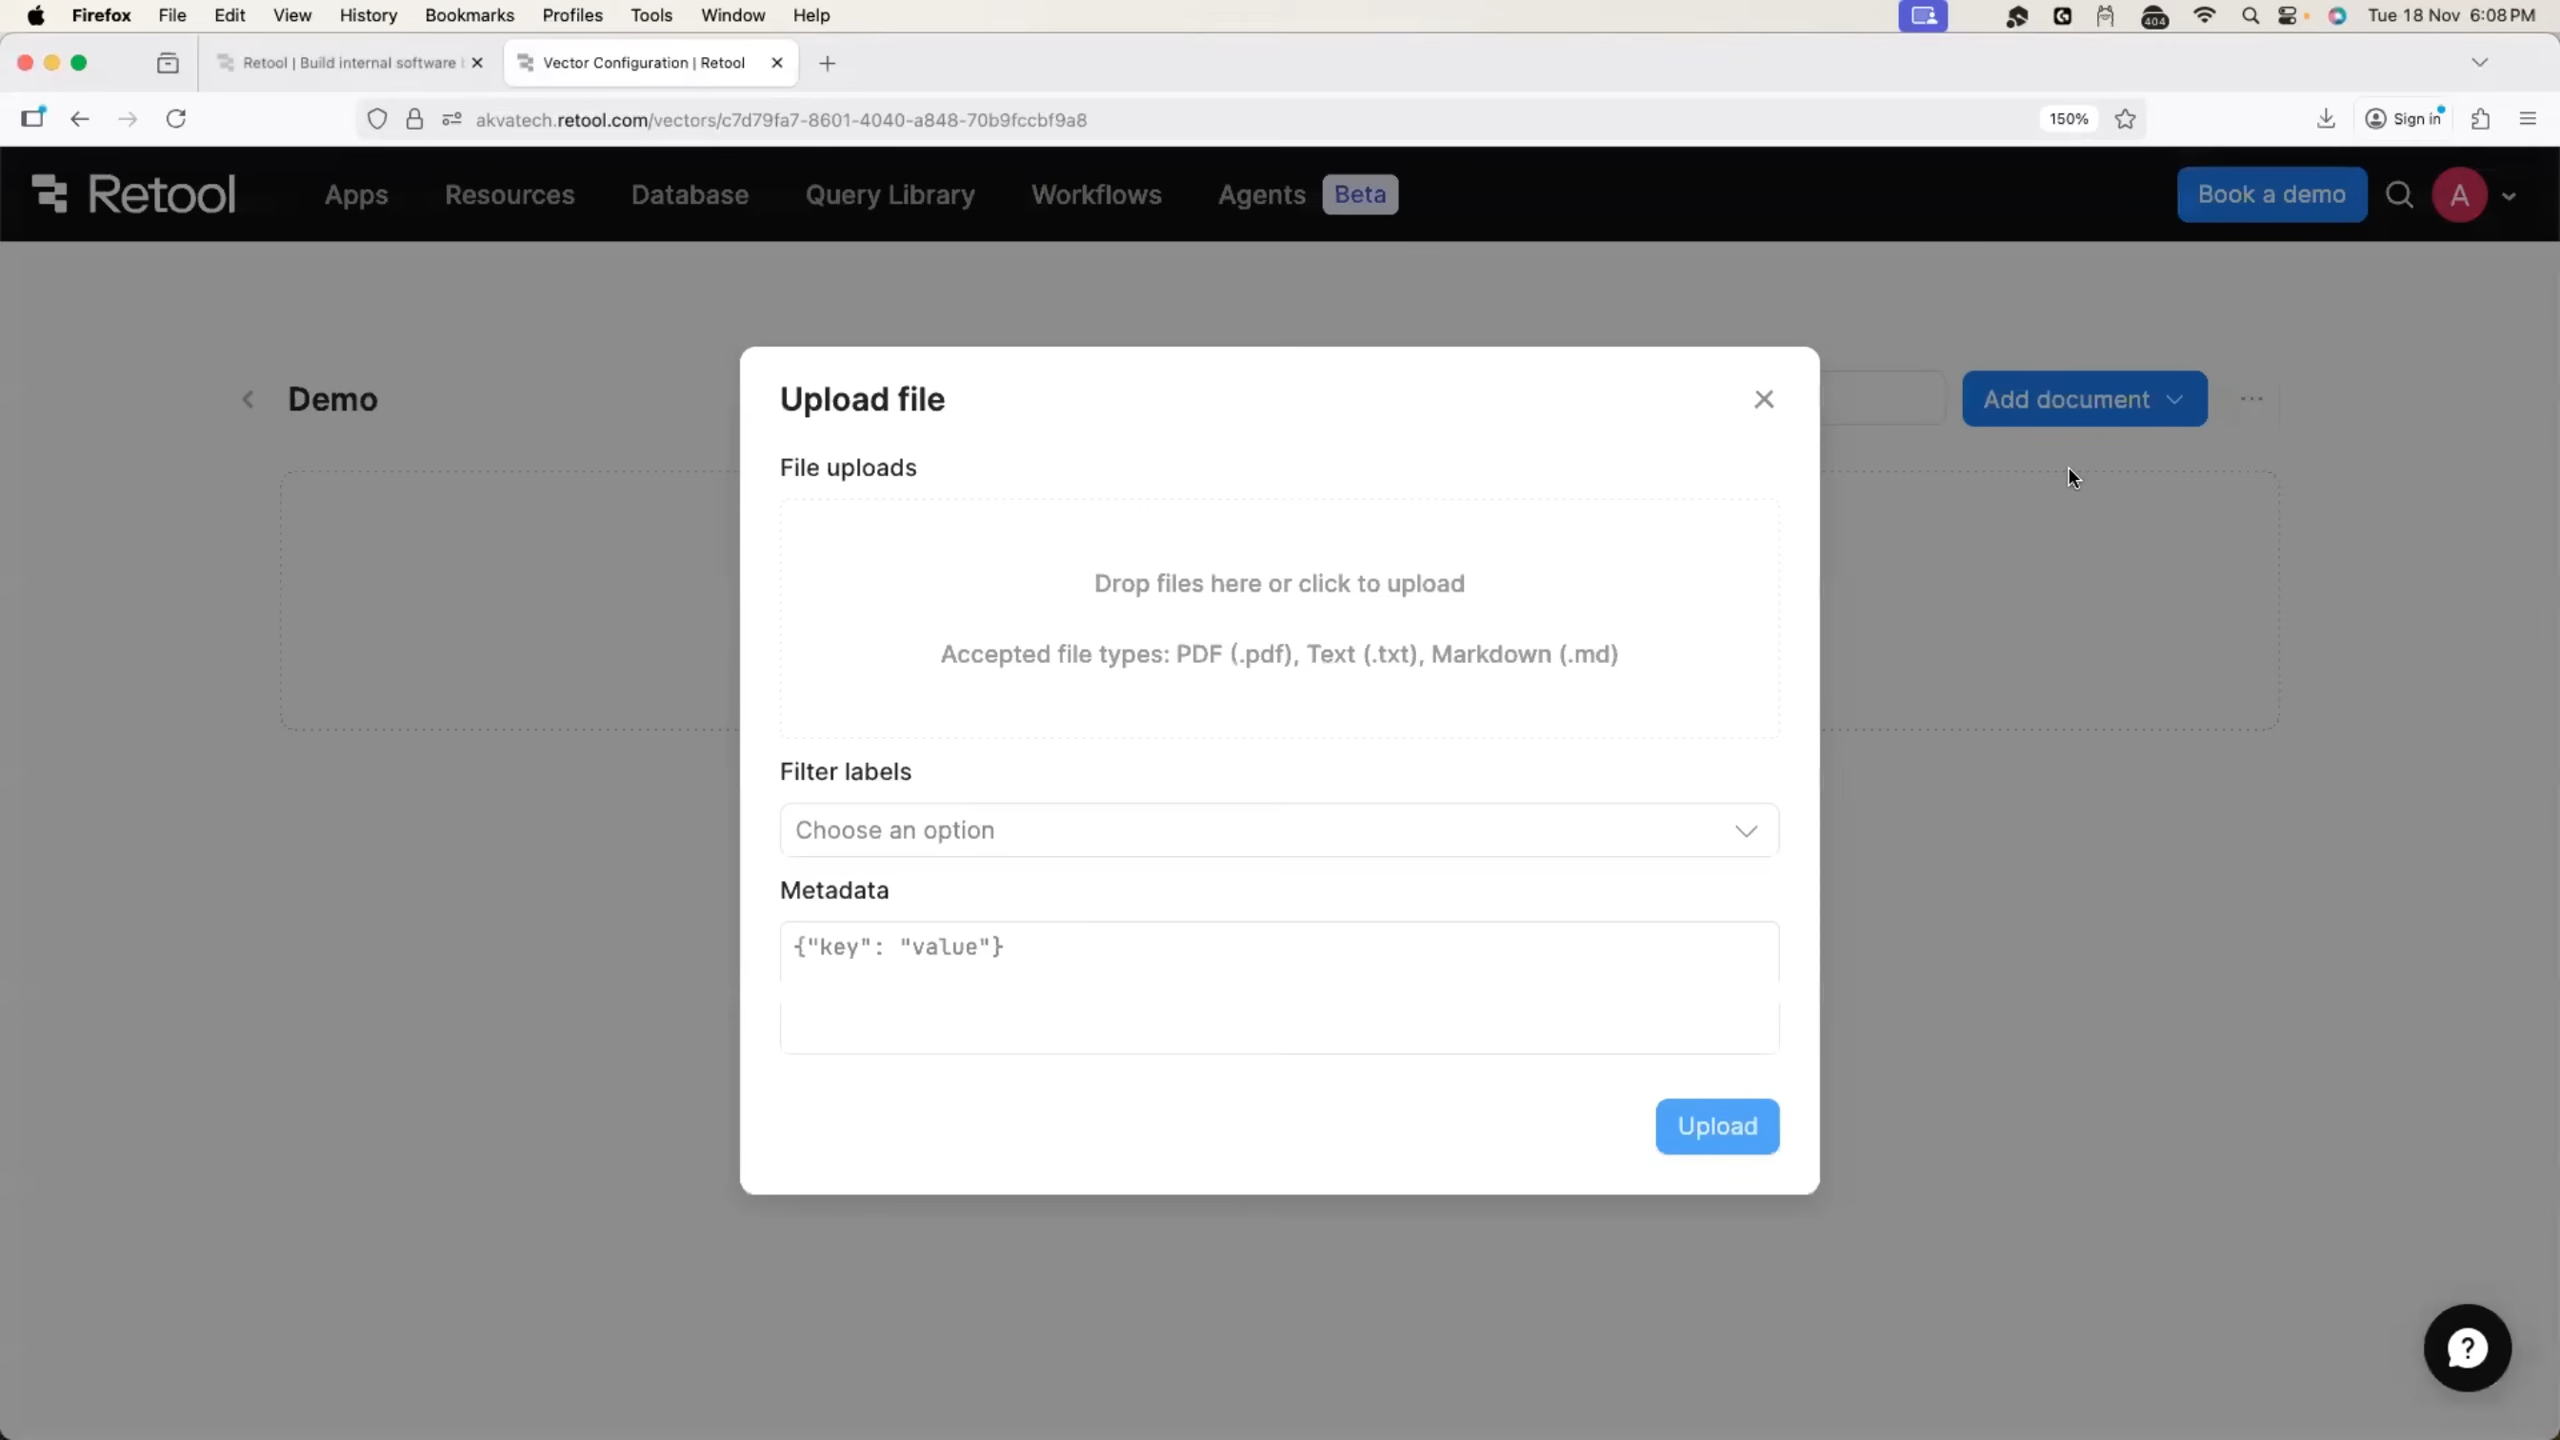 Firefox File Edit View History Bookmarks Profiles Tools Window Help 404 Tue 18 Nov 6:08 PM
Retool | Build internal software Vector Configuration | Retool
akvatech.retool.com/vectors/c7d79fa7-8601-4040-a848-70b9fccbf9a8 150% Sign in
Retool Apps Resources Database Query Library Workflows Agents Beta Book a demo A
Demo
Add document
Upload file
File uploads
Drop files here or click to upload
Accepted file types: PDF (.pdf), Text (.txt), Markdown (.md)
Filter labels
Choose an option
Metadata
{"key": "value"}
Upload
?